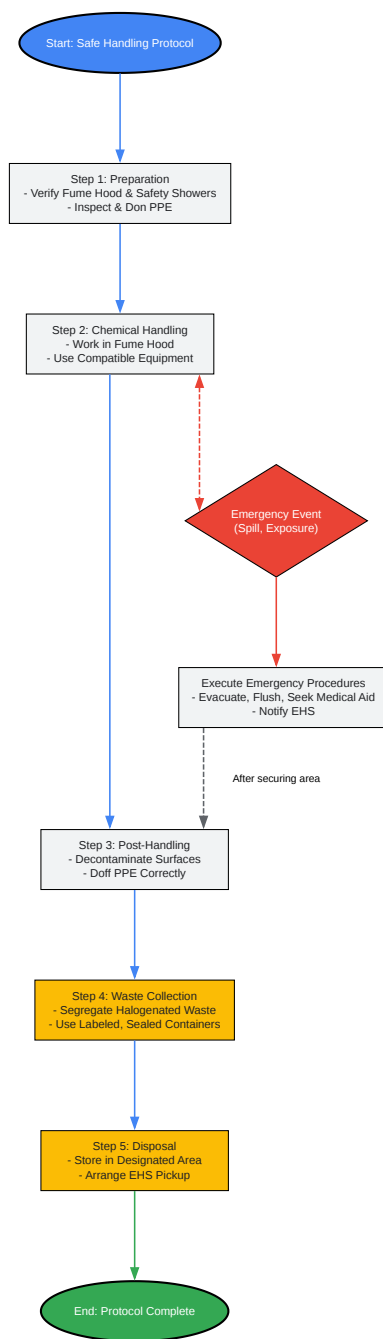 Start: Safe Handling Protocol
Step 1: Preparation
- Verify Fume Hood & Safety Showers
- Inspect & Don PPE
Step 2: Chemical Handling
- Work in Fume Hood
- Use Compatible Equipment
Emergency Event
(Spill, Exposure)
Execute Emergency Procedures
- Evacuate, Flush, Seek Medical Aid
- Notify EHS
After securing area
Step 3: Post-Handling
- Decontaminate Surfaces
- Doff PPE Correctly
Step 4: Waste Collection
- Segregate Halogenated Waste
- Use Labeled, Sealed Containers
Step 5: Disposal
- Store in Designated Area
- Arrange EHS Pickup
End: Protocol Complete